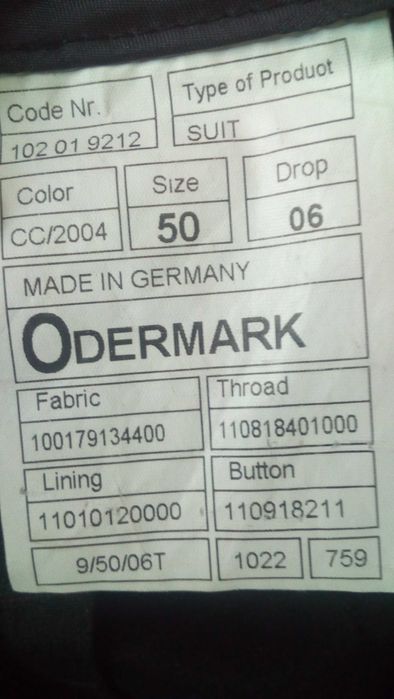 Code Nr.
Type of Produot
102 01 9212
SUIT
Color
Size
Drop
CC/2004
50
06
MADE IN GERMANY
ODERMARK
Fabric
Throad
100179134400
110818401000
Lining
Button
11010120000
110918211
9/50/06T
1022
759